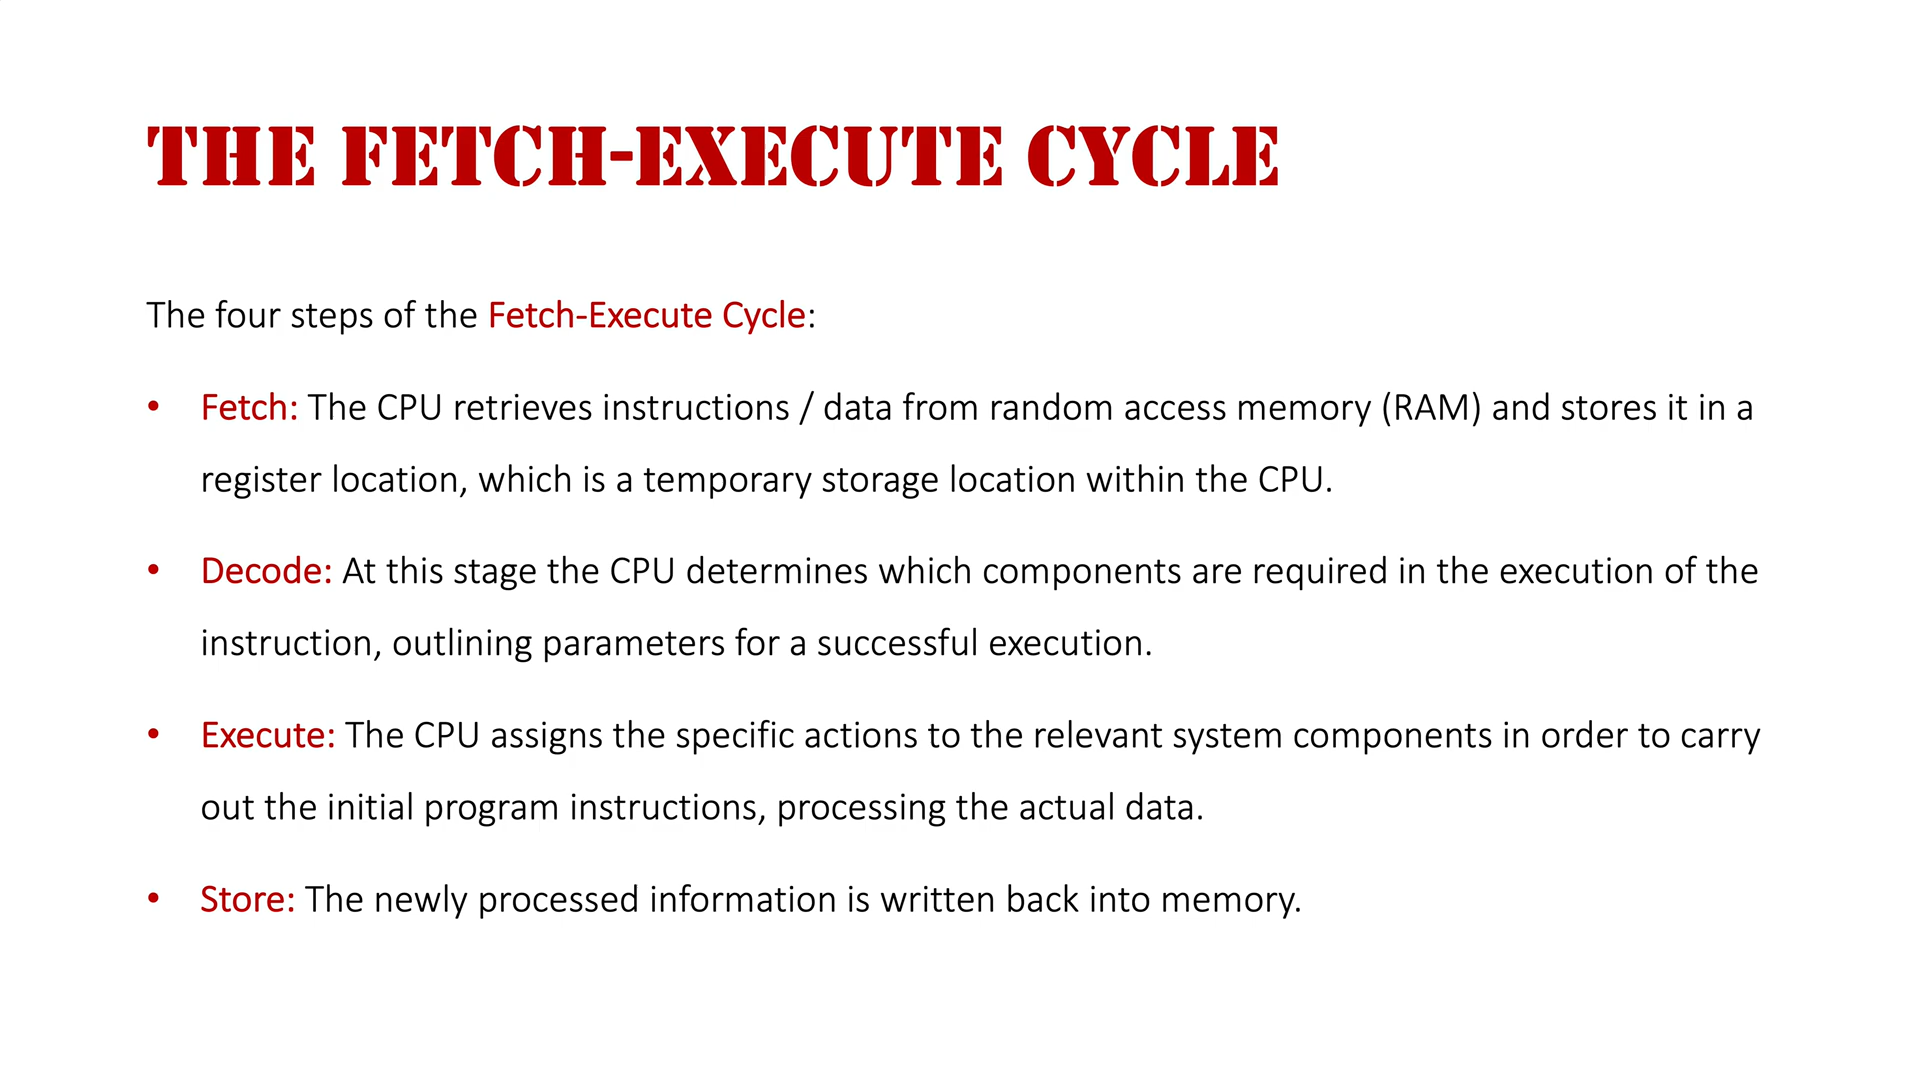 THE FETCH-EXECUTE CYCLE
The four steps of the Fetch-Execute Cycle:
• Fetch: The CPU retrieves instructions / data from random access memory (RAM) and stores it in a
register location, which is a temporary storage location within the CPU.
• Decode: At this stage the CPU determines which components are required in the execution of the
instruction, outlining parameters for a successful execution.
• Execute: The CPU assigns the specific actions to the relevant system components in order to carry
out the initial program instructions, processing the actual data.
• Store: The newly processed information is written back into memory.